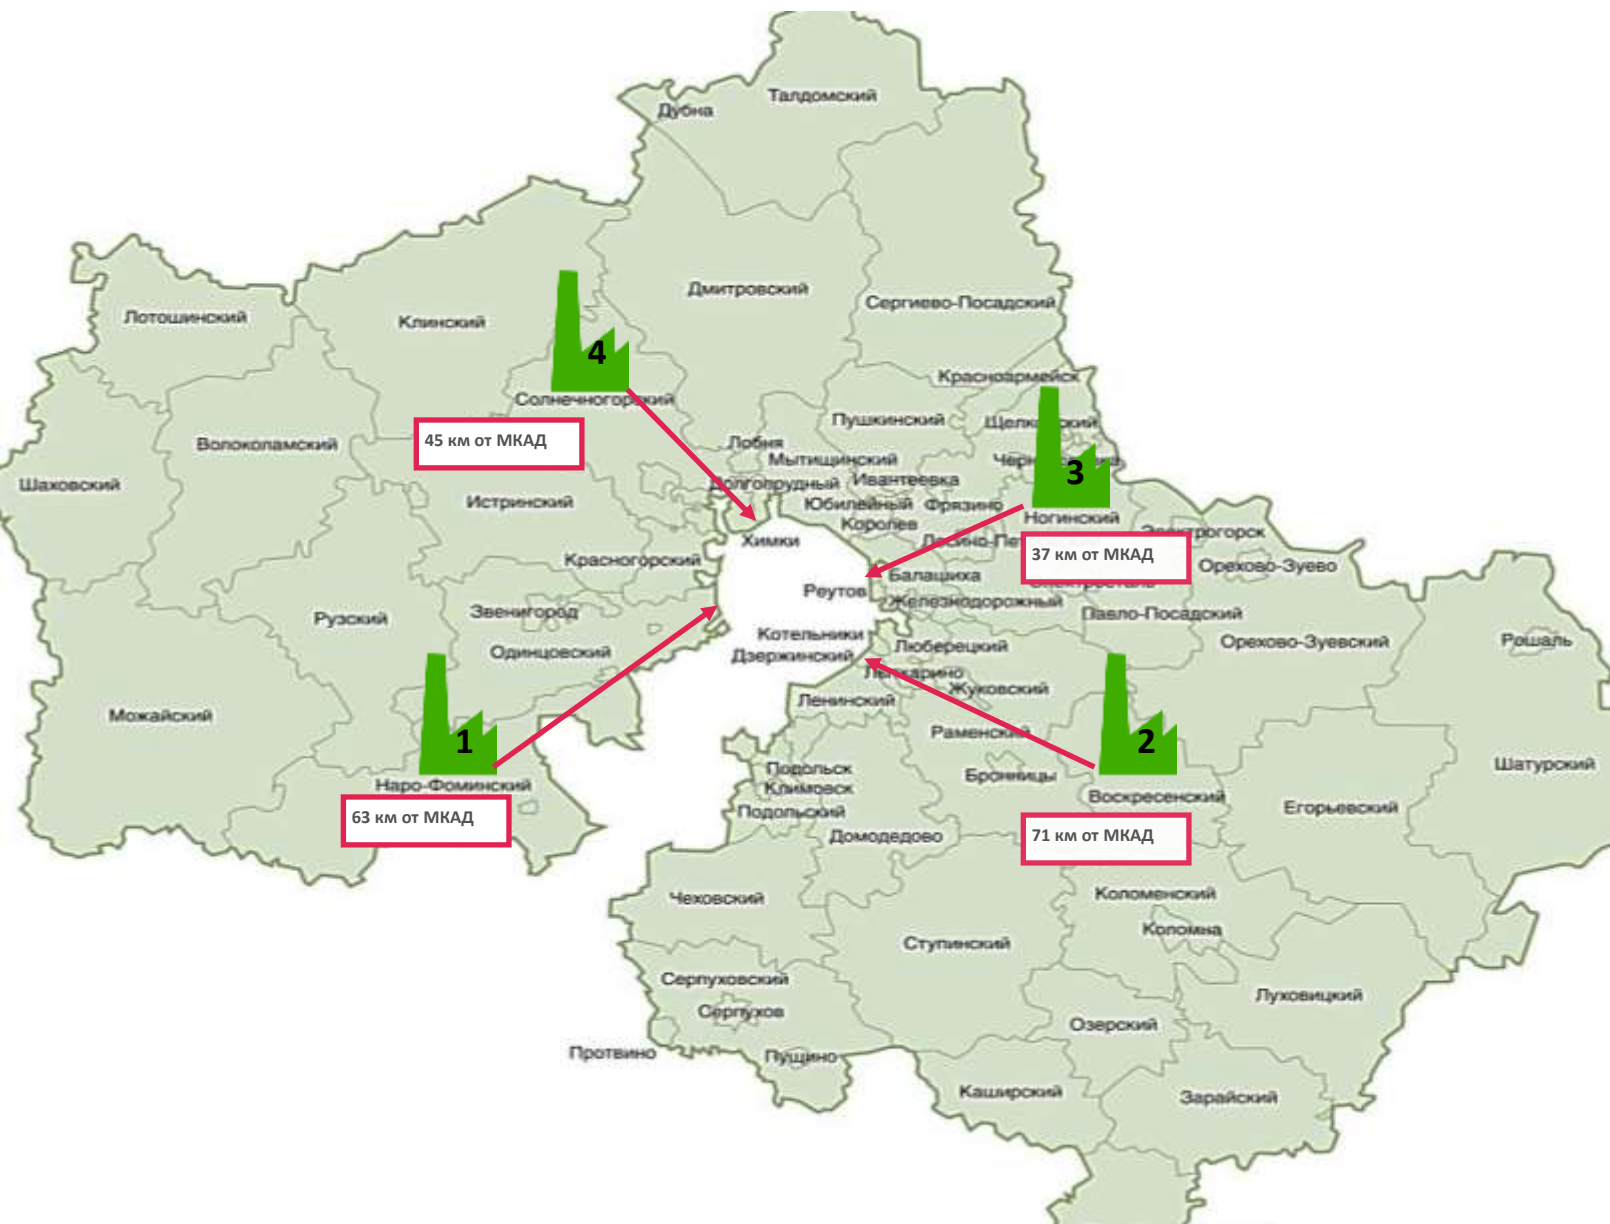 Талдомский
Дубна
Дмитровский
Сергиево-Посадский
Лотошинский
Клинский
4
Солнечногорский
45 км от МКАД
Красноармейск
Пушкинский
Волоколамский
Лобня
Мытищинский
3
Шаховский
Долгопрудный
Ивантеевка
Истринский
Юбилейный
Фрязино
Королев
Ногинский
Химки
37 км от МКАД
Красногорский
Орехово-Зуево
Балашиха
Реутов
Железнодорожный
Звенигород
Рузский
Павло-Посадский
Котельники
Орехово-Зуевский
Рошаль
Люберецкий
Одинцовский
Дзержинский
Жуковский
Ленинский
Можайский
Раменский
1
2
Подольск
Бронницы
Шатурский
Наро-Фоминский
Климовск
Воскресенский
63 км от МКАД
Подольский
Егорьевский
Домодедово
71 км от МКАД
Чеховский
Коломенский
Коломна
Ступинский
Серпуховский
Луховицкий
Серпухов
Озерский
Протвино
Пущино
Каширский
Зарайский